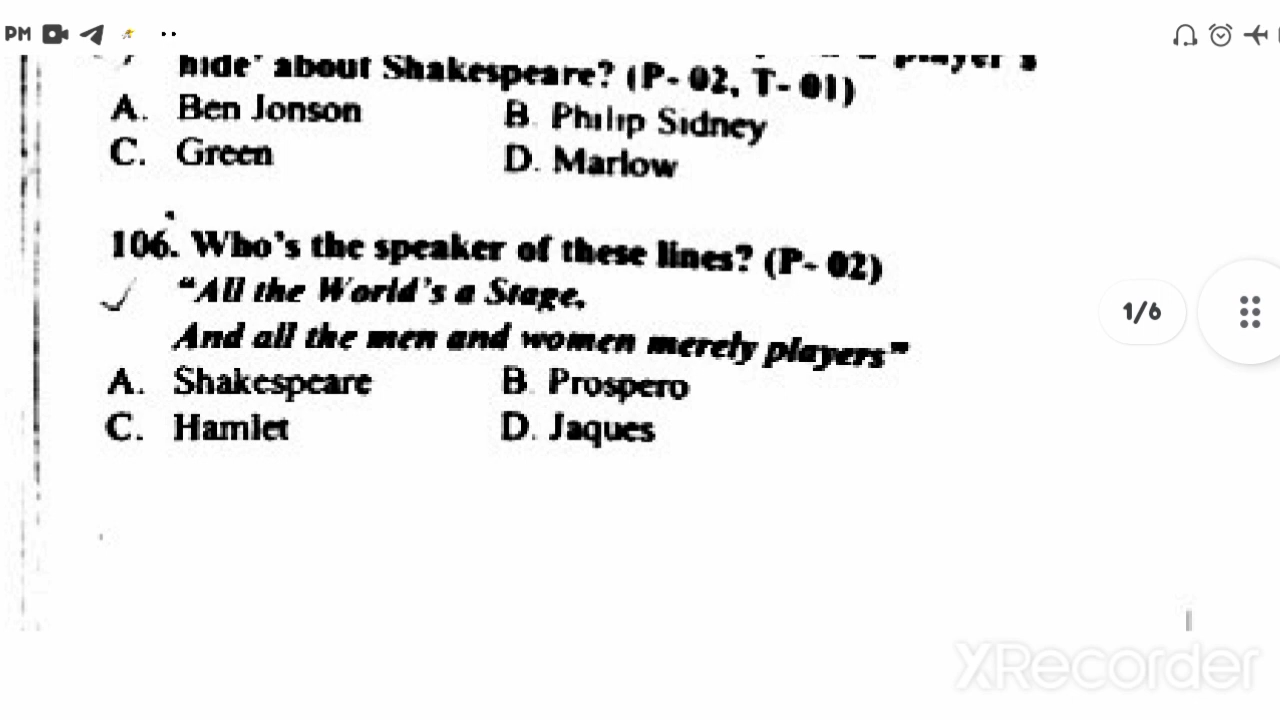 PM
hide' about Shakespeare? (P- 02, T- 01)
A. Ben Jonson B. Philip Sidney
C. Green D. Marlow
106. Who's the speaker of these lines? (P- 02)
"All the World's a Stage,
And all the men and women merely players"
A. Shakespeare B. Prospero
C. Hamlet D. Jaques
1/6
XRecorder